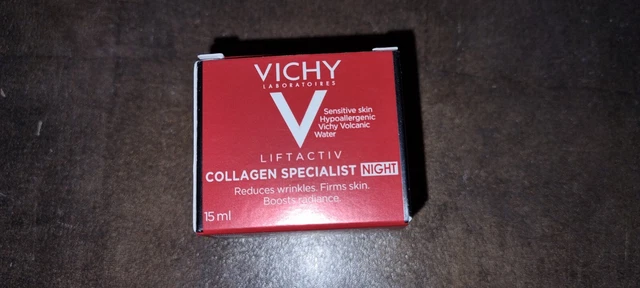 VICHY
LABORATOIRES
V
Sensitive skin
Hypoallergenic
Vichy Volcanic
Water
LIFTACTIV
COLLAGEN SPECIALIST NIGHT
Reduces wrinkles. Firms skin.
Boosts radiance.
15 ml